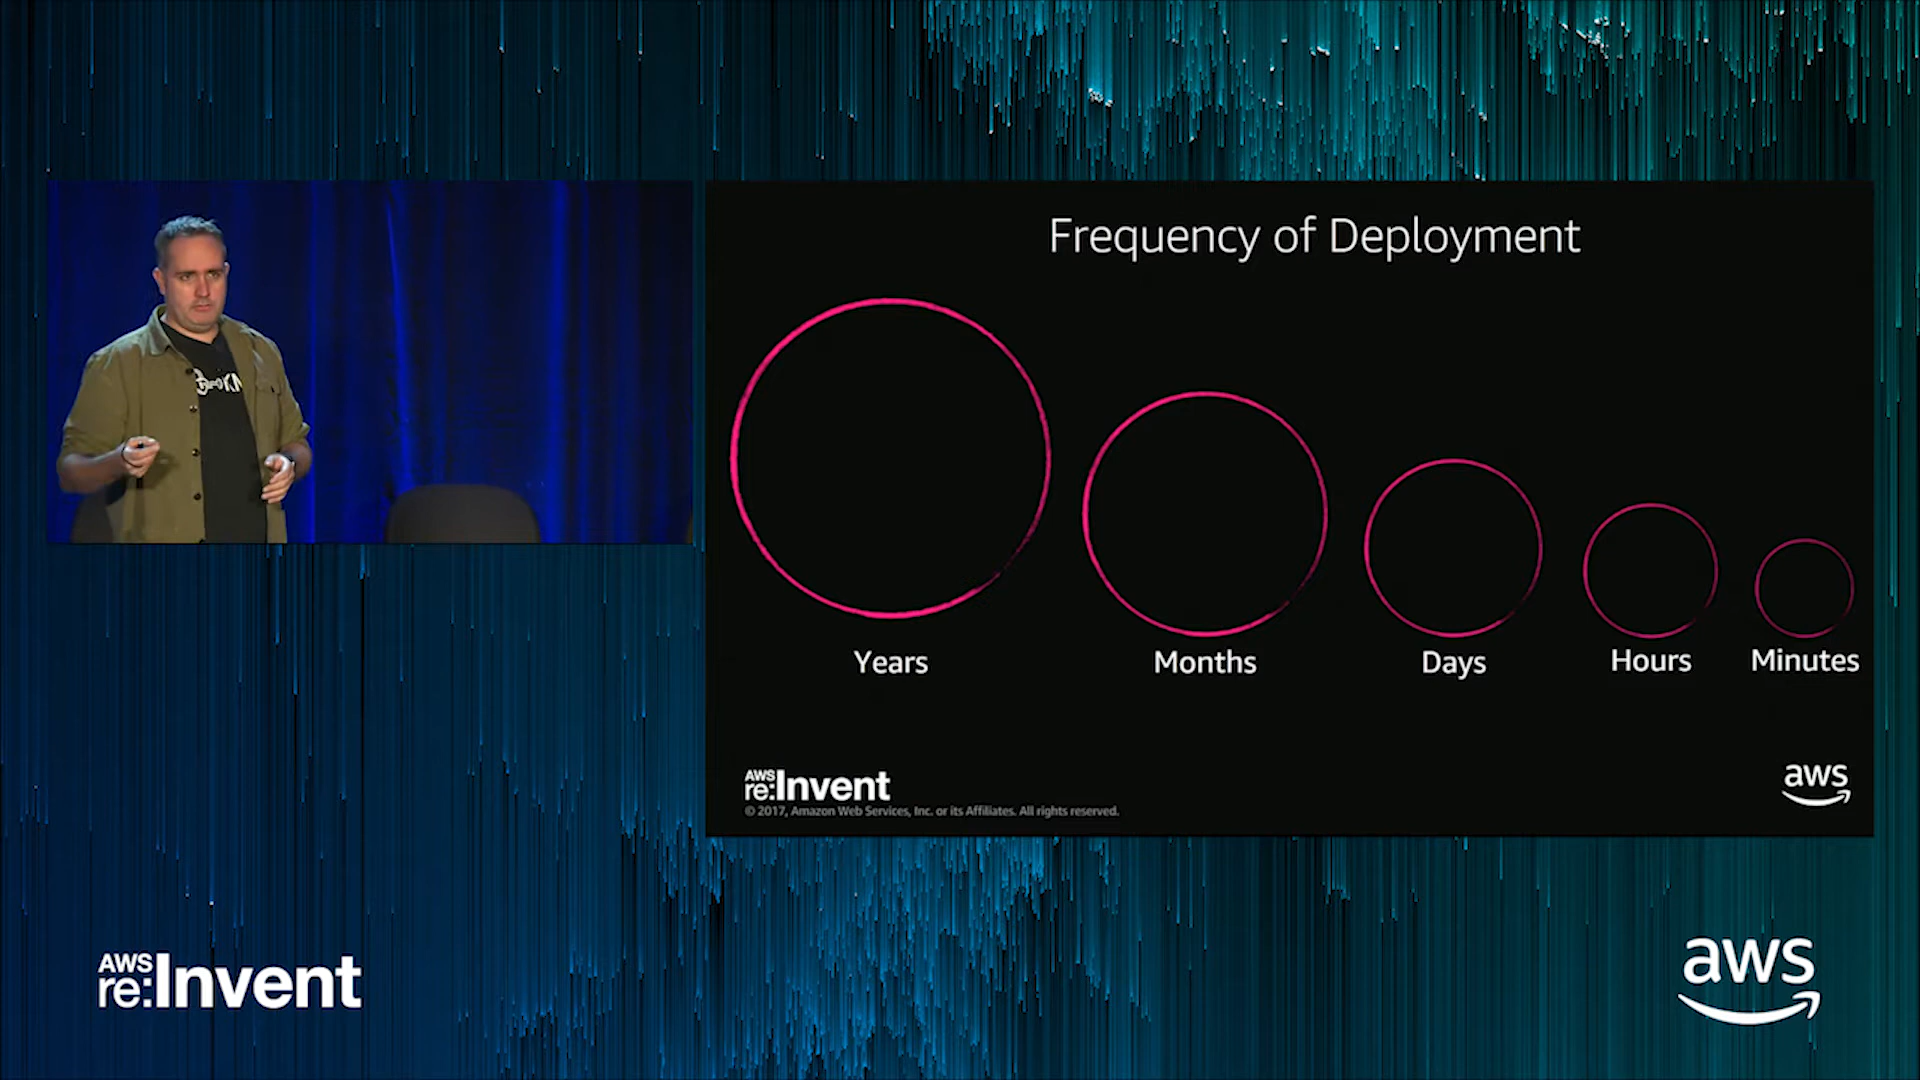 Frequency of Deployment
Years
Months
Days
Hours
Minutes
AWS
re:Invent
aws
© 2017, Amazon Web Services, Inc. or its Affiliates. All rights reserved.
AWS
re:Invent
aws